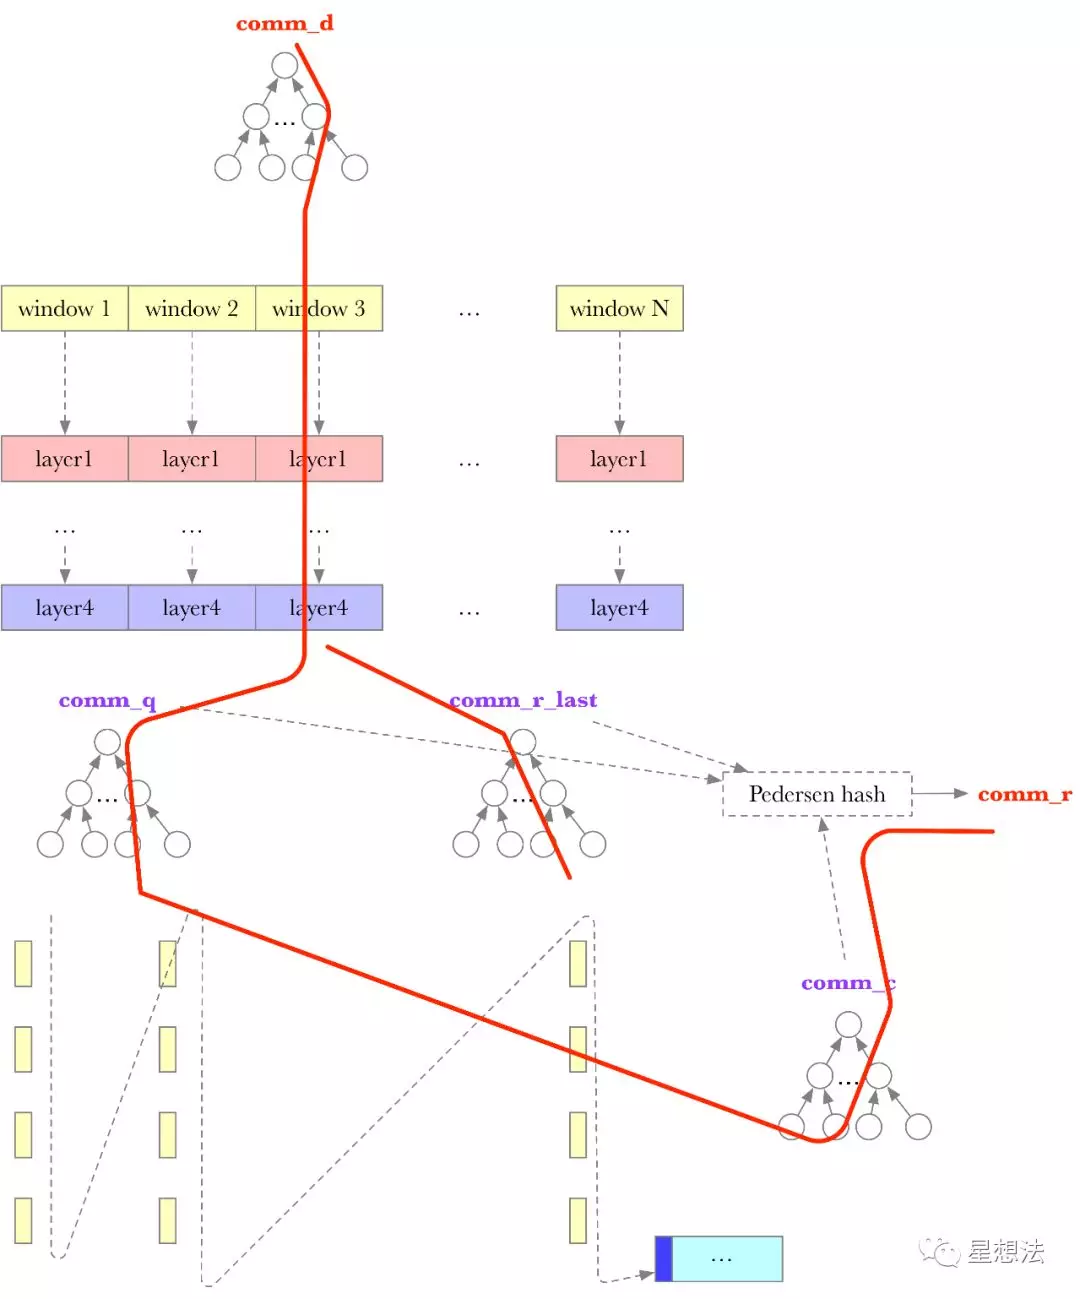 comm_d
...
window 1 window 2 window 3 ... window N
layer1 layer1 layer1 ... layer1
... ... ... ...
layer4 layer4 layer4 ... layer4
comm_q comm_r_last
... ...
Pedersen hash comm_r
comm_c
...
...
星想法